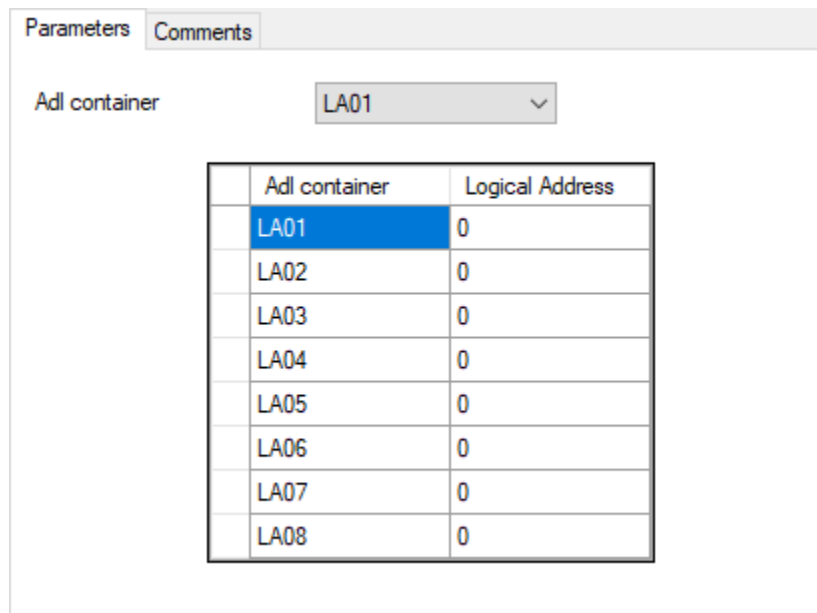 Parameters Comments
Adl container LA01
Adl container Logical Address
LA01 0
LA02 0
LA03 0
LA04 0
LA05 0
LA06 0
LA07 0
LA08 0